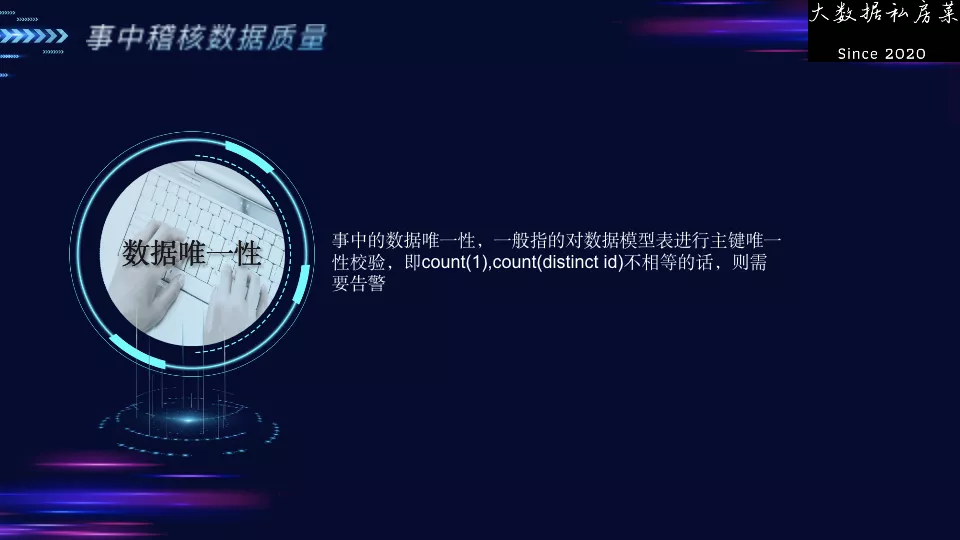 事中稽核数据质量
大数据私房菜
Since 2020
数据唯一性
事中的数据唯一性，一般指的对数据模型表进行主键唯一
性校验，即count(1),count(distinct id)不相等的话，则需
要告警